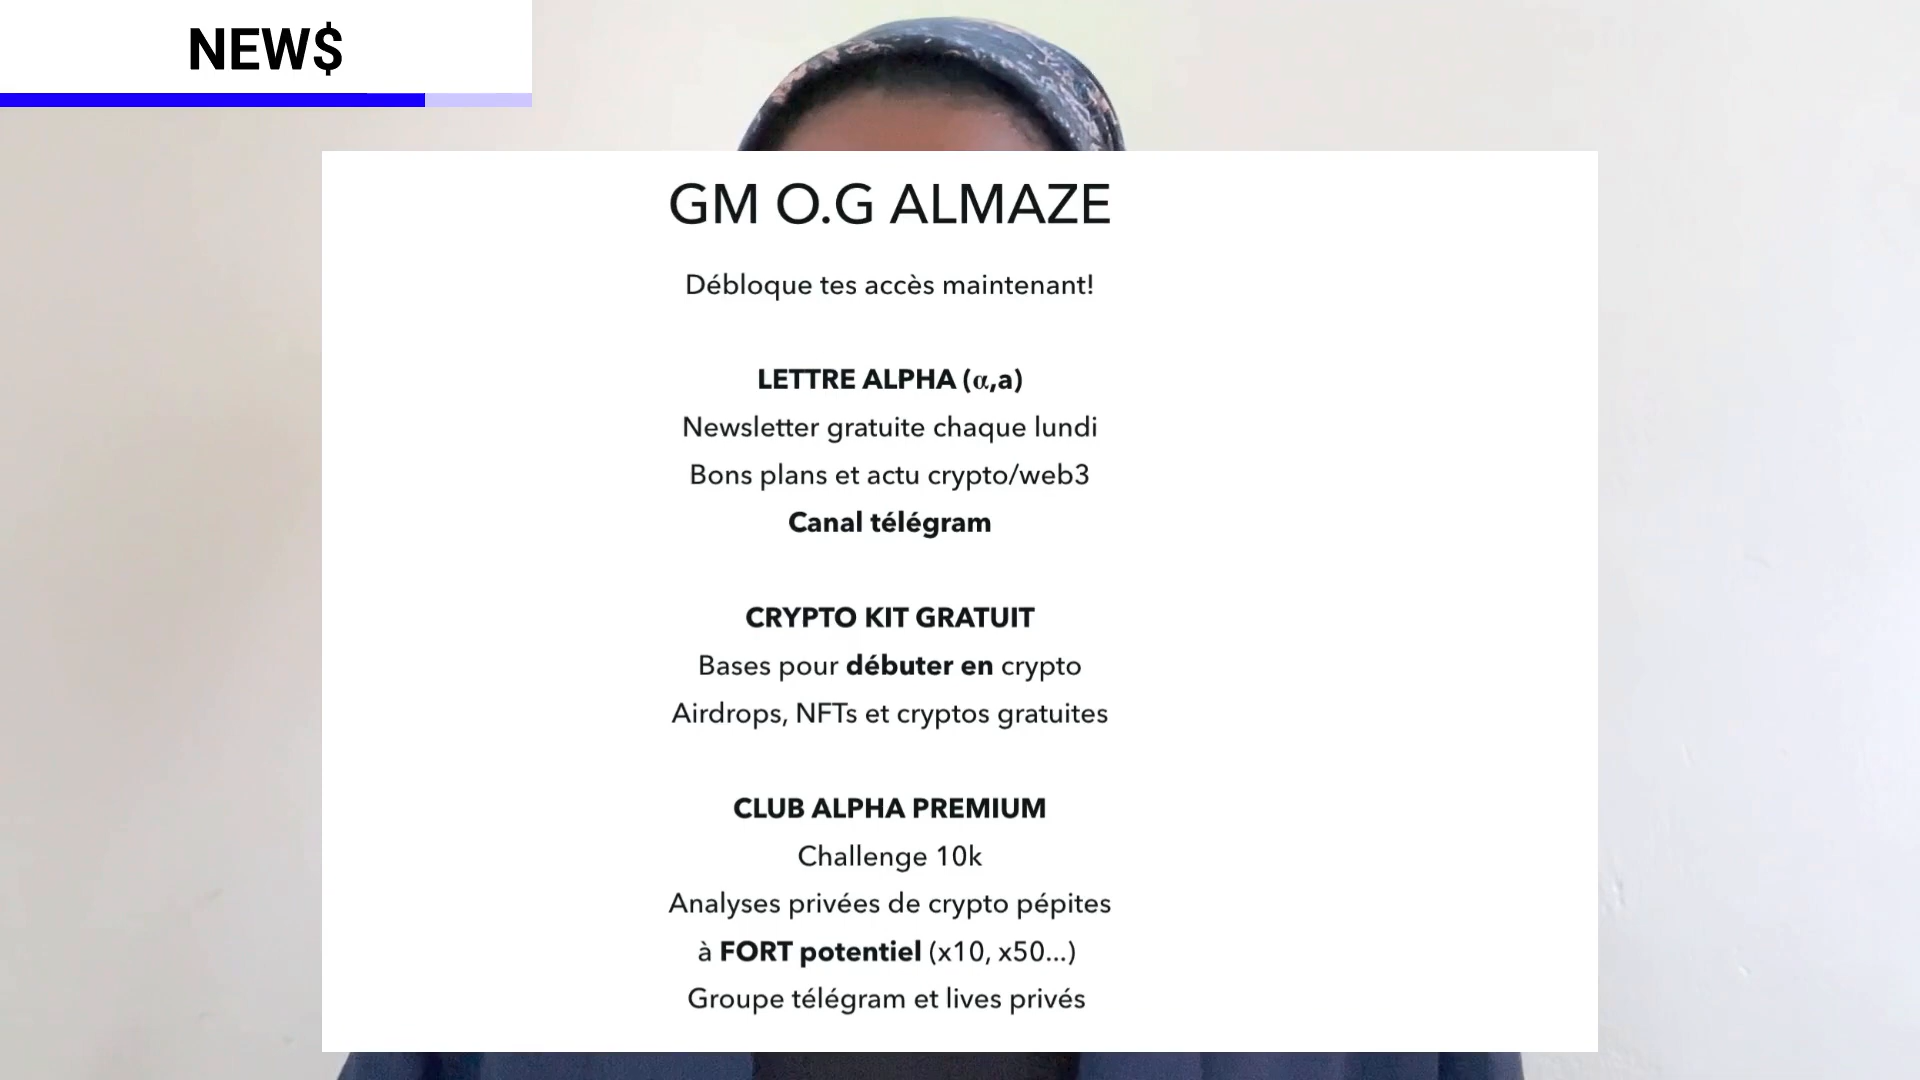 NEW$
GM O.G ALMAZE
Débloque tes accès maintenant!
LETTRE ALPHA (α,a)
Newsletter gratuite chaque lundi
Bons plans et actu crypto/web3
Canal télégram
CRYPTO KIT GRATUIT
Bases pour débuter en crypto
Airdrops, NFTs et cryptos gratuites
CLUB ALPHA PREMIUM
Challenge 10k
Analyses privées de crypto pépites
à FORT potentiel (x10, x50...)
Groupe télégram et lives privés